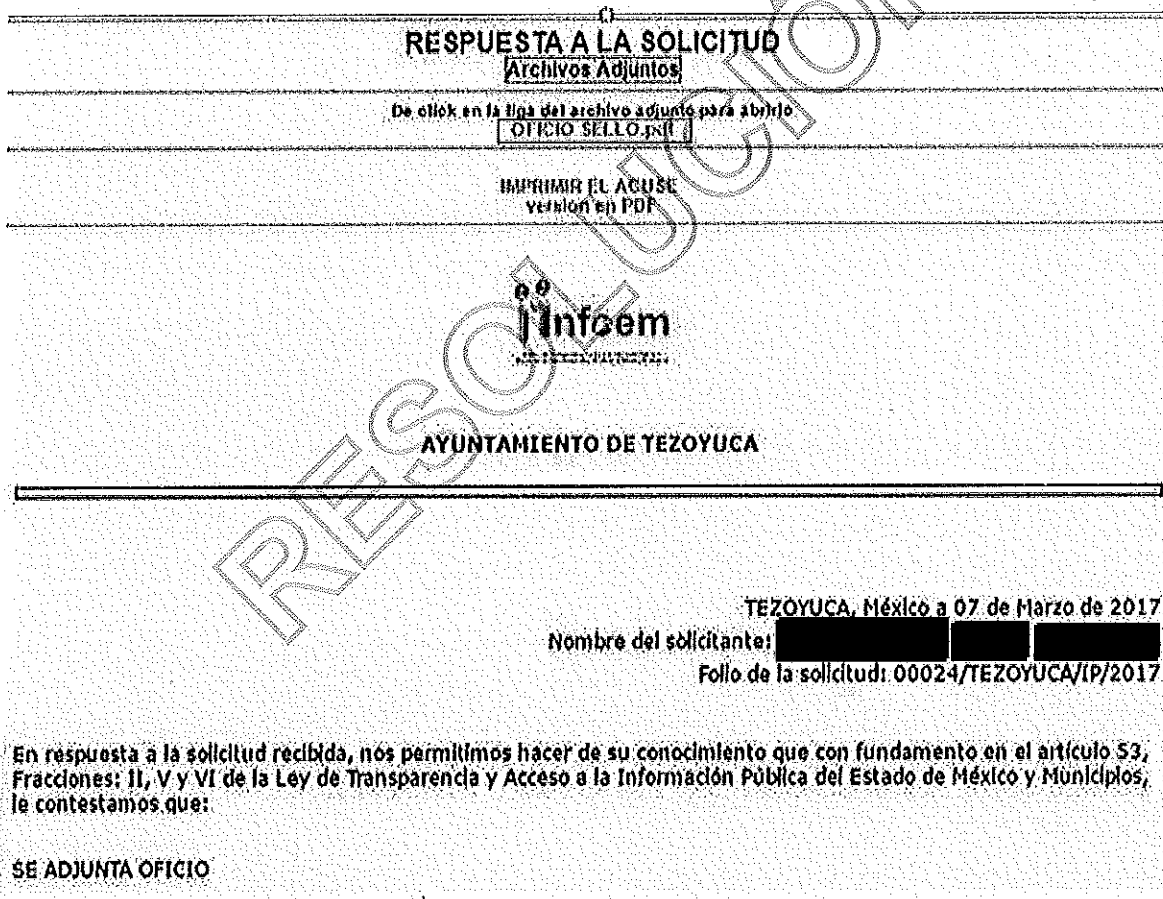 RESPUESTA A LA SOLICITUD
Archivos Adjuntos
De click en la liga del archivo adjunto para abrirlo
OFICIO SELLO.pdf
IMPRIMIR EL ACUSE
versión en PDF
infoem
AYUNTAMIENTO DE TEZOYUCA
TEZOYUCA, México a 07 de Marzo de 2017
Nombre del solicitante:
Folio de la solicitud: 00024/TEZOYUCA/IP/2017
En respuesta a la solicitud recibida, nos permitimos hacer de su conocimiento que con fundamento en el artículo 53,
Fracciones: II, V y VI de la Ley de Transparencia y Acceso a la Información Pública del Estado de México y Municipios,
le contestamos que:
SE ADJUNTA OFICIO
RESOLUCIÓN